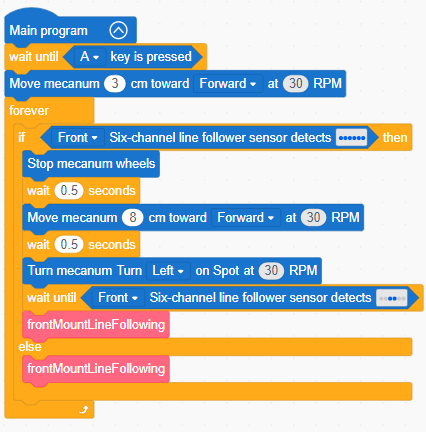 Main program
wait until A key is pressed
Move mecanum 3 cm toward Forward at 30 RPM
forever
if Front Six-channel line follower sensor detects then
Stop mecanum wheels
wait 0.5 seconds
Move mecanum 8 cm toward Forward at 30 RPM
wait 0.5 seconds
Turn mecanum Turn Left on Spot at 30 RPM
wait until Front Six-channel line follower sensor detects
frontMountLineFollowing
else
frontMountLineFollowing